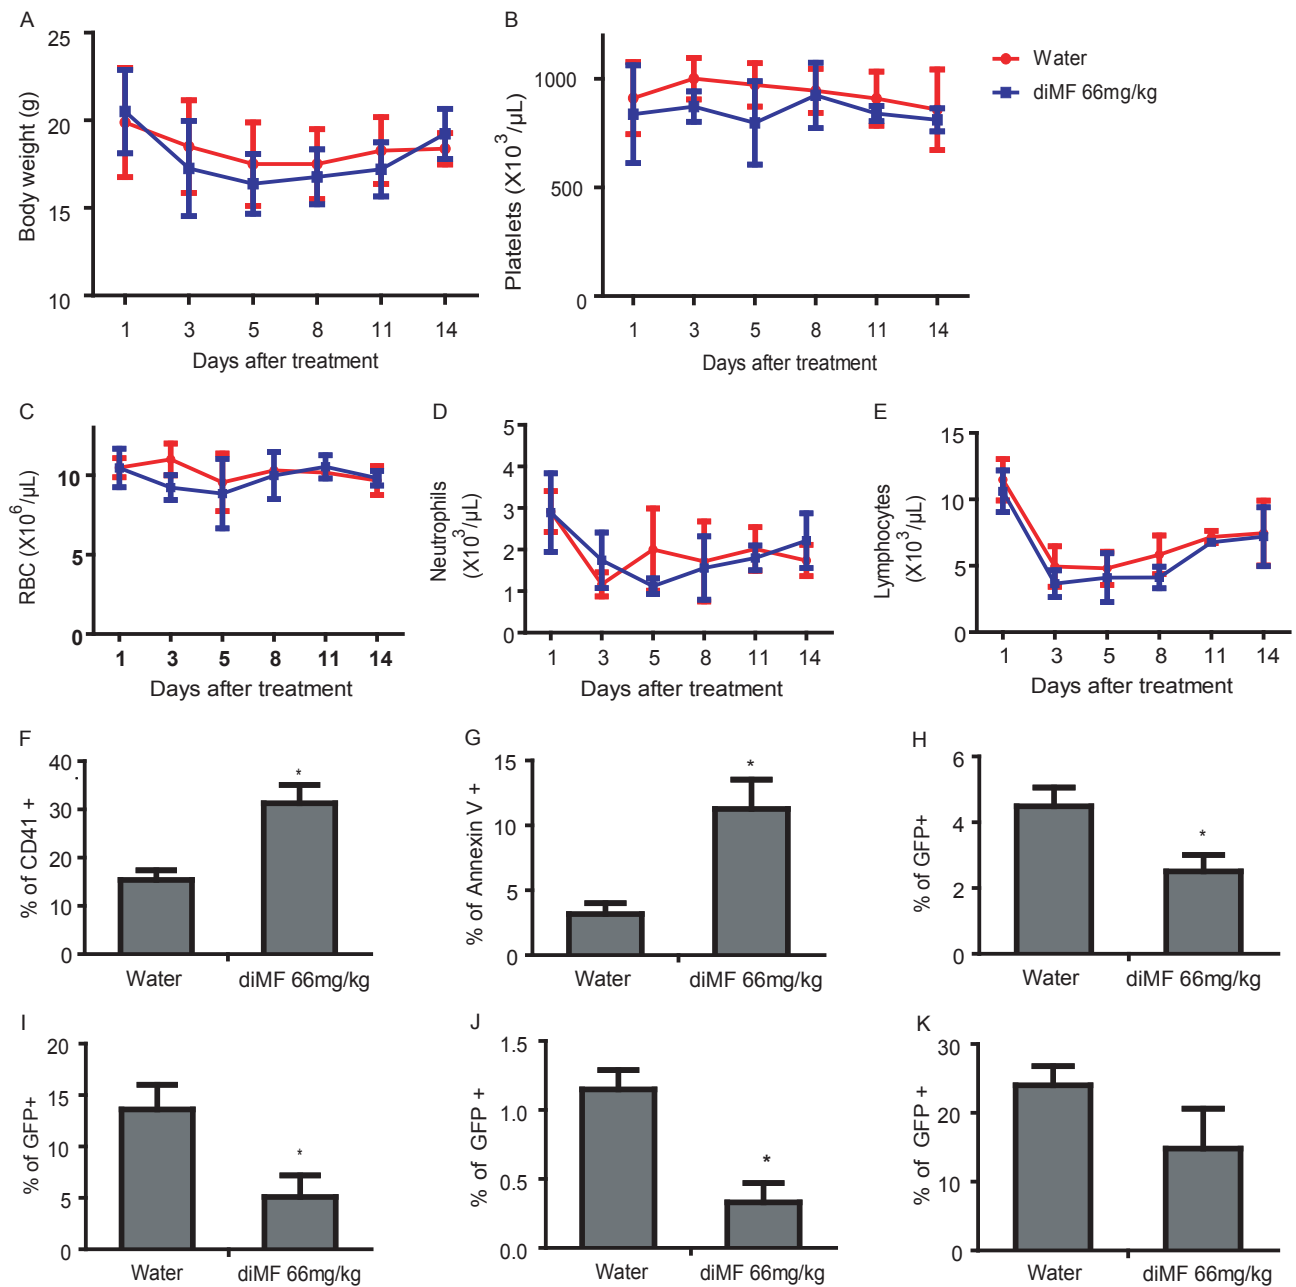 A
25
20
15
10
Body weight (g)
1 3 5 8 11 14
Days after treatment
B
1000
500
0
Platelets (X10³/µL)
1 3 5 8 11 14
Days after treatment
Water
diMF 66mg/kg
C
10
5
0
RBC (X10⁶/µL)
1 3 5 8 11 14
Days after treatment
D
5
4
3
2
1
0
Neutrophils
(X10³/µL)
1 3 5 8 11 14
Days after treatment
E
15
10
5
0
Lymphocytes
(X10³/µL)
1 3 5 8 11 14
Days after treatment
F
40
30
20
10
0
% of CD41 +
*
Water diMF 66mg/kg
G
15
10
5
0
% of Annexin V +
*
Water diMF 66mg/kg
H
6
4
2
0
% of GFP+
*
Water diMF 66mg/kg
I
20
15
10
5
0
% of GFP+
*
Water diMF 66mg/kg
J
1.5
1.0
0.5
0.0
% of GFP +
*
Water diMF 66mg/kg
K
30
20
10
0
% of GFP +
Water diMF 66mg/kg